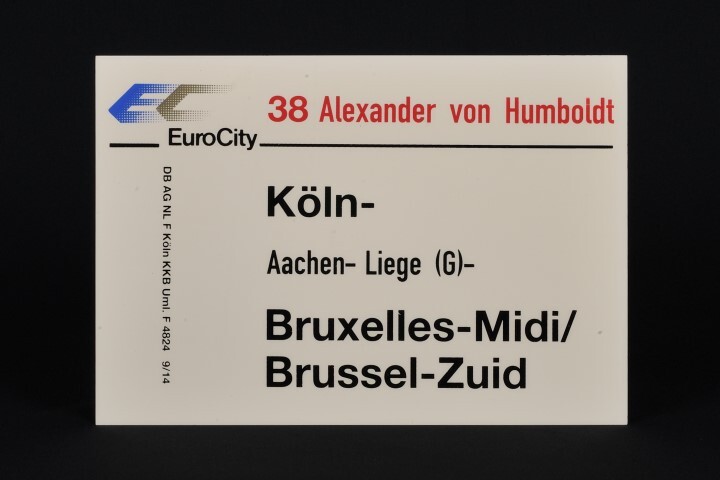 EC
38 Alexander von Humboldt
EuroCity
DB AG NL F Köln KKB Uml. F 4824 9/14
Köln-
Aachen- Liege (G)-
Bruxelles-Midi/
Brussel-Zuid